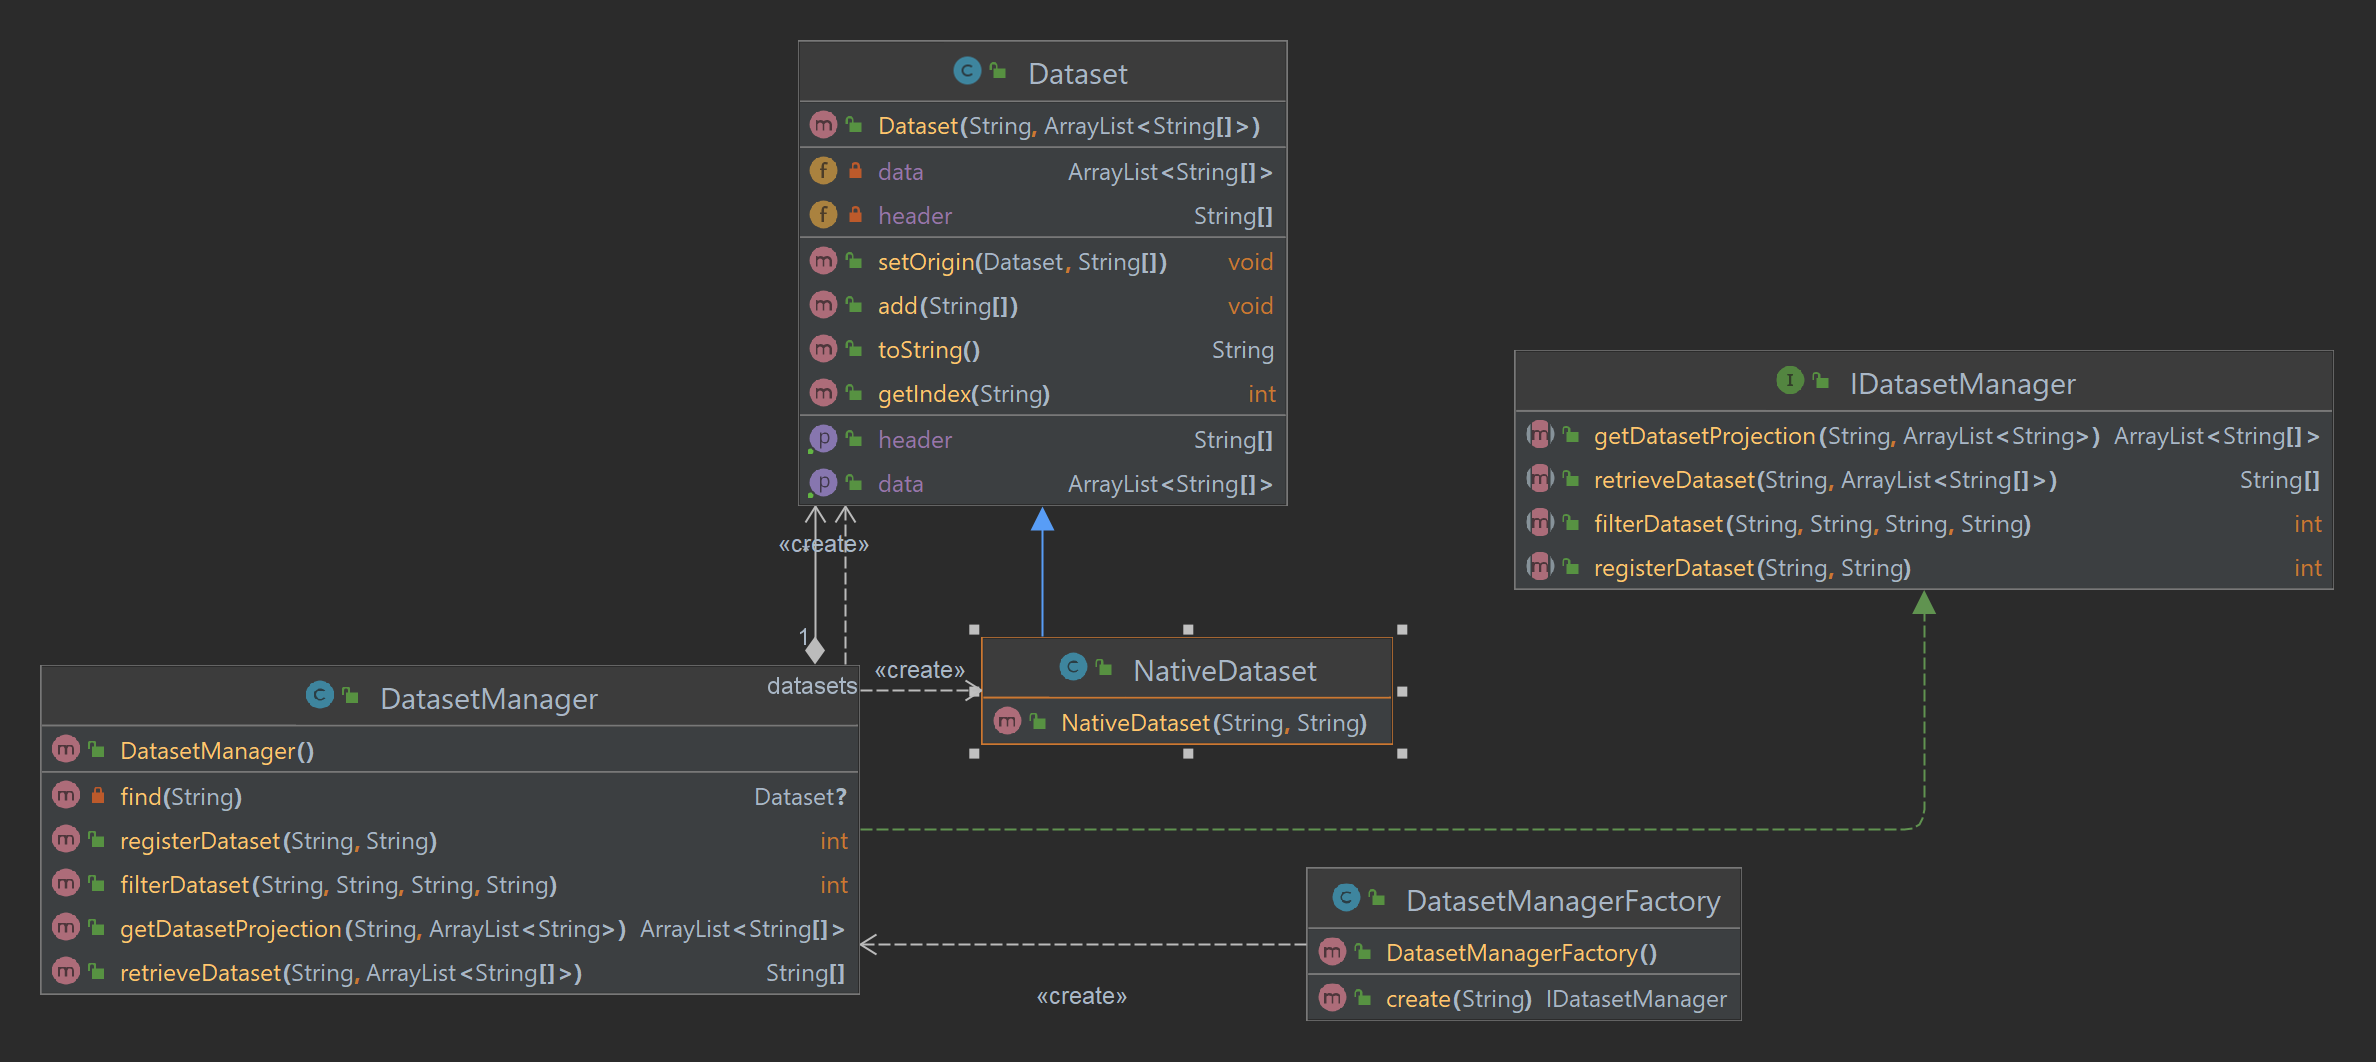 Dataset
Dataset(String, ArrayList<String[]>)
data ArrayList<String[]>
header String[]
setOrigin(Dataset, String[]) void
add(String[]) void
toString() String
getIndex(String) int
header String[]
data ArrayList<String[]>
IDatasetManager
getDatasetProjection(String, ArrayList<String>) ArrayList<String[]>
retrieveDataset(String, ArrayList<String[]>) String[]
filterDataset(String, String, String, String) int
registerDataset(String, String) int
«create»
1
datasets
«create»
NativeDataset
NativeDataset(String, String)
DatasetManager
DatasetManager()
find(String) Dataset?
registerDataset(String, String) int
filterDataset(String, String, String, String) int
getDatasetProjection(String, ArrayList<String>) ArrayList<String[]>
retrieveDataset(String, ArrayList<String[]>) String[]
«create»
DatasetManagerFactory
DatasetManagerFactory()
create(String) IDatasetManager